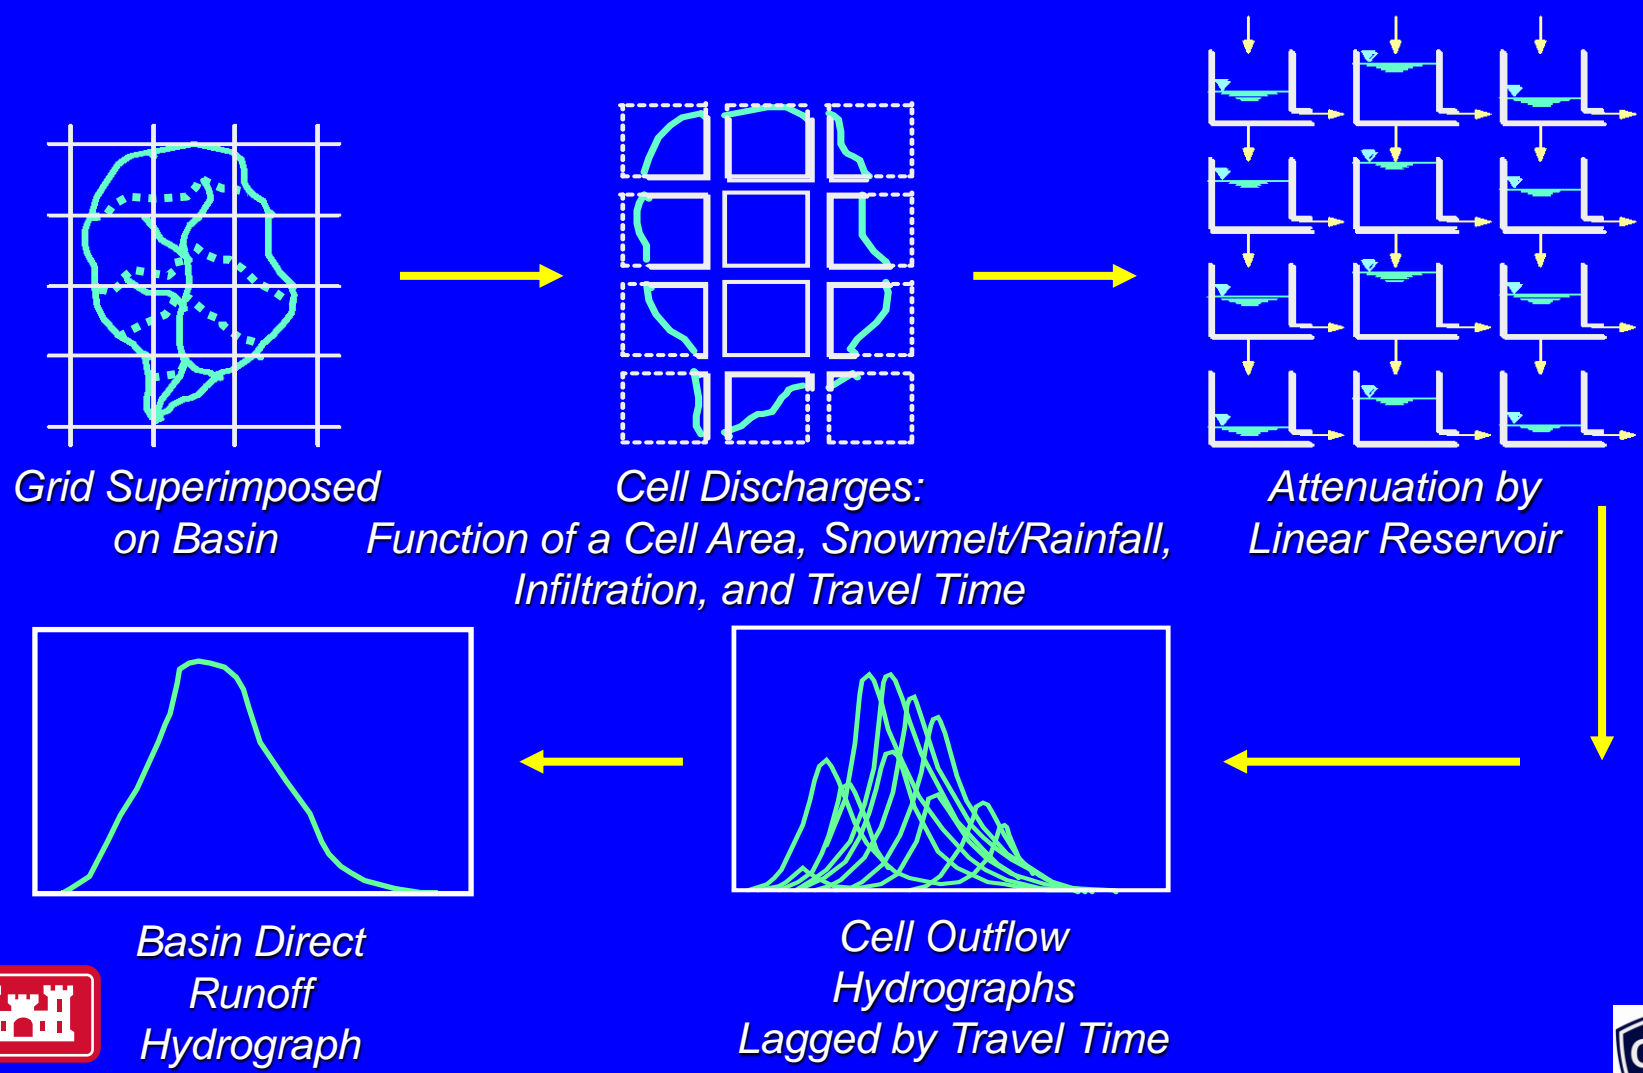 Grid Superimposed
on Basin
Cell Discharges:
Function of a Cell Area, Snowmelt/Rainfall,
Infiltration, and Travel Time
Attenuation by
Linear Reservoir
Basin Direct
Runoff
Hydrograph
Cell Outflow
Hydrographs
Lagged by Travel Time